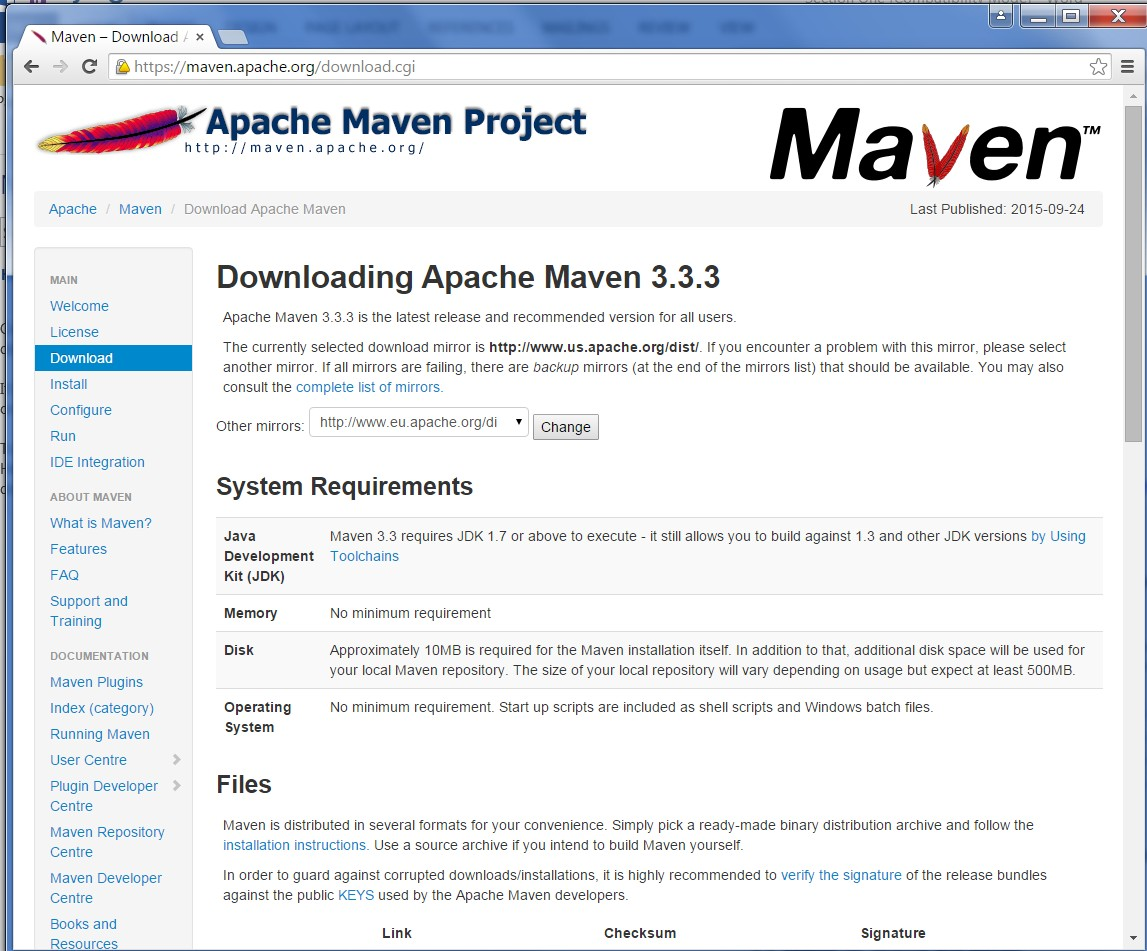 Maven – Download
https://maven.apache.org/download.cgi
Apache Maven Project
http://maven.apache.org/
Maven™
Apache / Maven / Download Apache Maven
Last Published: 2015-09-24
MAIN
Welcome
License
Download
Install
Configure
Run
IDE Integration
ABOUT MAVEN
What is Maven?
Features
FAQ
Support and
Training
DOCUMENTATION
Maven Plugins
Index (category)
Running Maven
User Centre
Plugin Developer
Centre
Maven Repository
Centre
Maven Developer
Centre
Books and
Resources
Downloading Apache Maven 3.3.3
Apache Maven 3.3.3 is the latest release and recommended version for all users.
The currently selected download mirror is http://www.us.apache.org/dist/. If you encounter a problem with this mirror, please select
another mirror. If all mirrors are failing, there are backup mirrors (at the end of the mirrors list) that should be available. You may also
consult the complete list of mirrors.
Other mirrors: http://www.eu.apache.org/di Change
System Requirements
Java
Development
Kit (JDK)
Maven 3.3 requires JDK 1.7 or above to execute - it still allows you to build against 1.3 and other JDK versions by Using
Toolchains
Memory
No minimum requirement
Disk
Approximately 10MB is required for the Maven installation itself. In addition to that, additional disk space will be used for
your local Maven repository. The size of your local repository will vary depending on usage but expect at least 500MB.
Operating
System
No minimum requirement. Start up scripts are included as shell scripts and Windows batch files.
Files
Maven is distributed in several formats for your convenience. Simply pick a ready-made binary distribution archive and follow the
installation instructions. Use a source archive if you intend to build Maven yourself.
In order to guard against corrupted downloads/installations, it is highly recommended to verify the signature of the release bundles
against the public KEYS used by the Apache Maven developers.
Link
Checksum
Signature